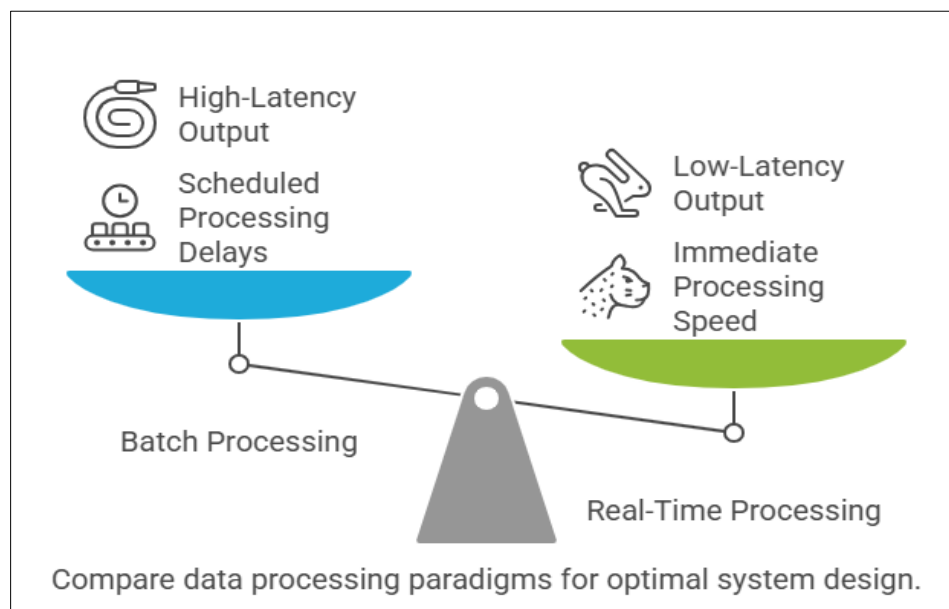 High-Latency
Output
Scheduled
Processing
Delays
Batch Processing
Low-Latency
Output
Immediate
Processing
Speed
Real-Time Processing
Compare data processing paradigms for optimal system design.